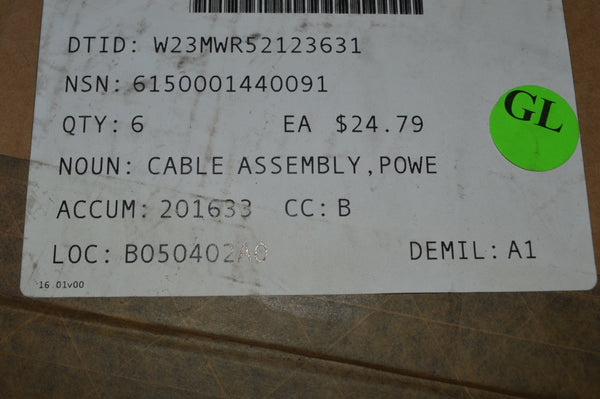 DTID: W23MWR52123631
NSN: 6150001440091
QTY: 6 EA $24.79
GL
NOUN: CABLE ASSEMBLY,POWE
ACCUM: 201633 CC: B
LOC: B050402A0 DEMIL: A1
16.01v00